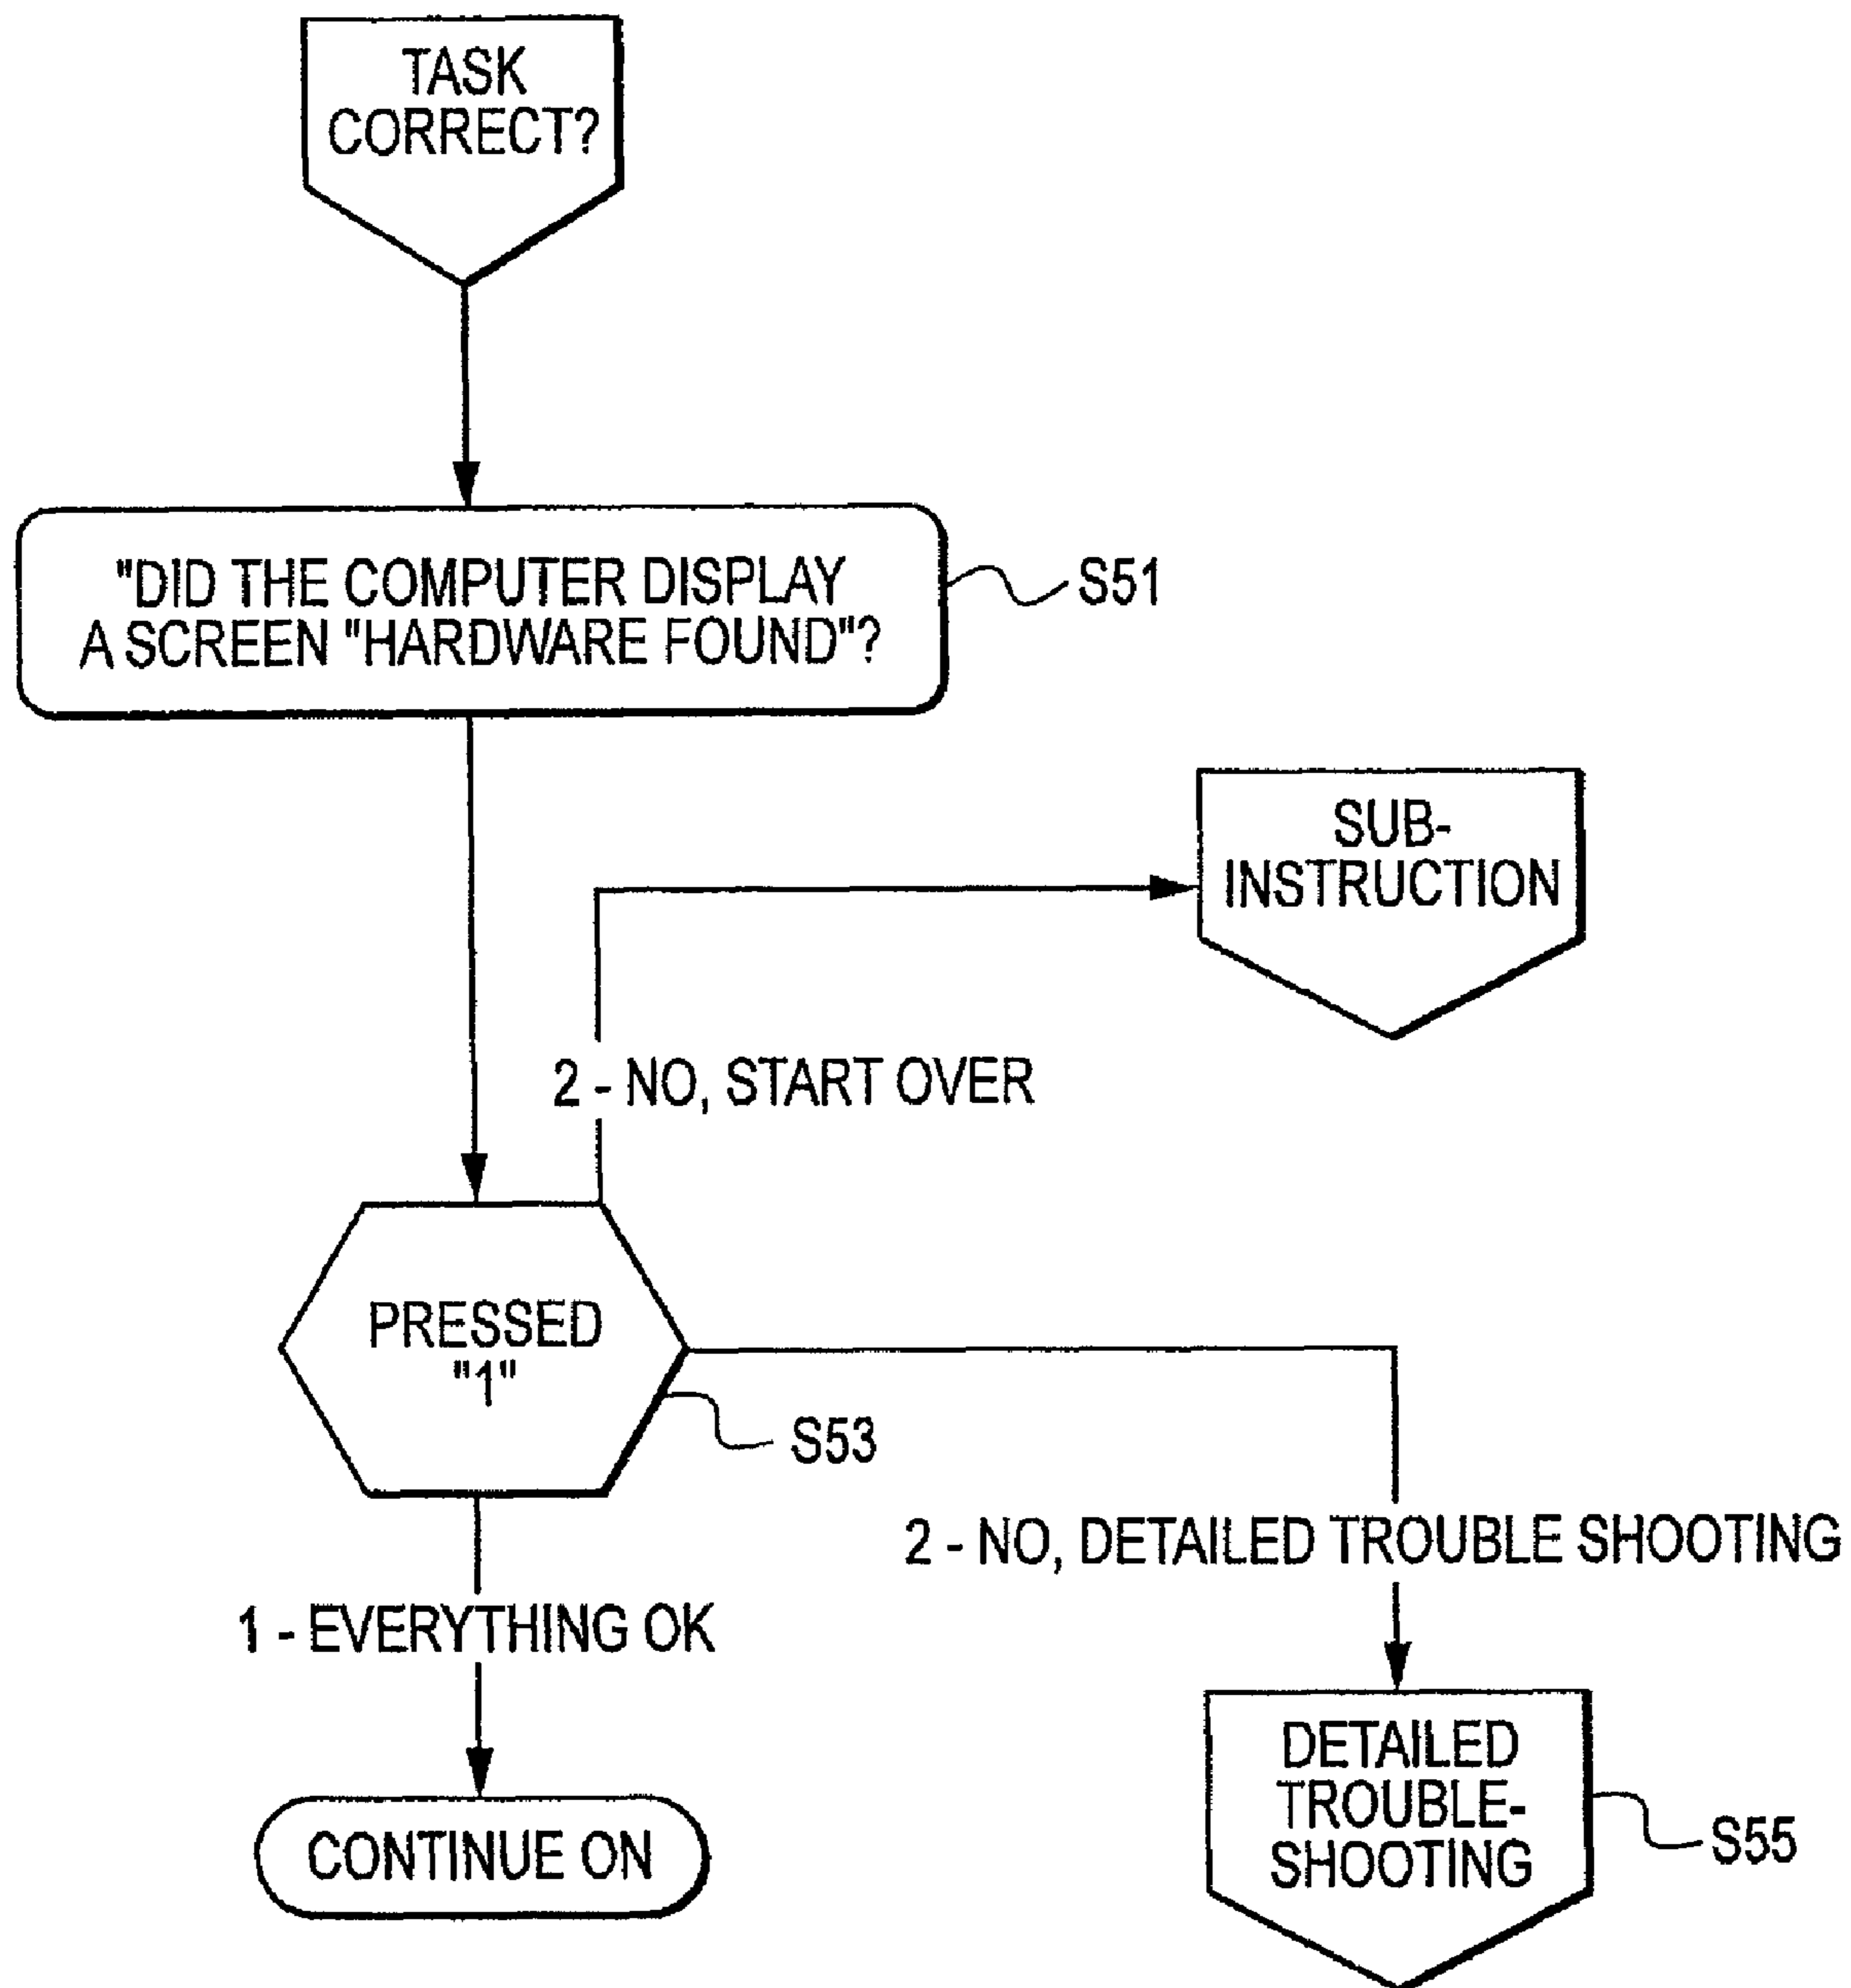 TASK
CORRECT?
"DID THE COMPUTER DISPLAY
A SCREEN "HARDWARE FOUND"?
S51
SUB-
INSTRUCTION
2 - NO, START OVER
PRESSED
"1"
S53
2 - NO, DETAILED TROUBLE SHOOTING
1 - EVERYTHING OK
DETAILED
TROUBLE-
SHOOTING
S55
CONTINUE ON